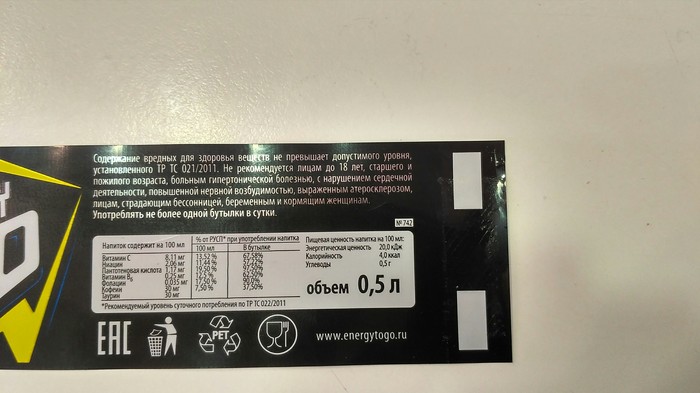 Содержание вредных для здоровья веществ не превышает допустимого уровня,
установленного ТР ТС 021/2011. Не рекомендуется лицам до 18 лет, старшего и
пожилого возраста, больным гипертонической болезнью, с нарушением сердечной
деятельности, повышенной нервной возбудимостью, выраженным атеросклерозом,
лицам, страдающим бессонницей, беременным и кормящим женщинам.
Употреблять не более одной бутылки в сутки.
№ 742
Напиток содержит на 100 мл
% от РУСП* при употреблении напитка
100 мл В бутылке
Витамин C 8,11 мг 13,52 % 67,58%
Ниацин 2,06 мг 11,44 %
Пантотеновая кислота 1,17 мг 19,50 % 97,50%
Витамин B6 0,25 мг 12,5 % 62,50%
Фолацин 0,035 мг 17,50 %
Кофеин 30 мг
Таурин 30 мг 7,50 % 37,50%
*Рекомендуемый уровень суточного потребления по ТР ТС 022/2011
Пищевая ценность напитка на 100 мл:
Энергетическая ценность 20,0 кДж
Калорийность 4,0 ккал
Углеводы 0,5 г
объем 0,5 л
EAC
PET
www.energytogo.ru